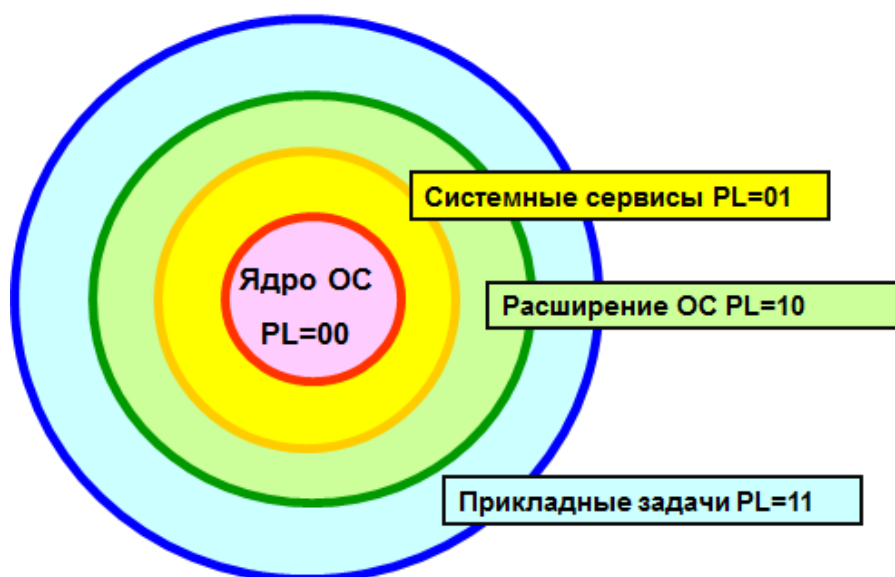 Системные сервисы PL=01
Ядро ОС
PL=00
Расширение ОС PL=10
Прикладные задачи PL=11